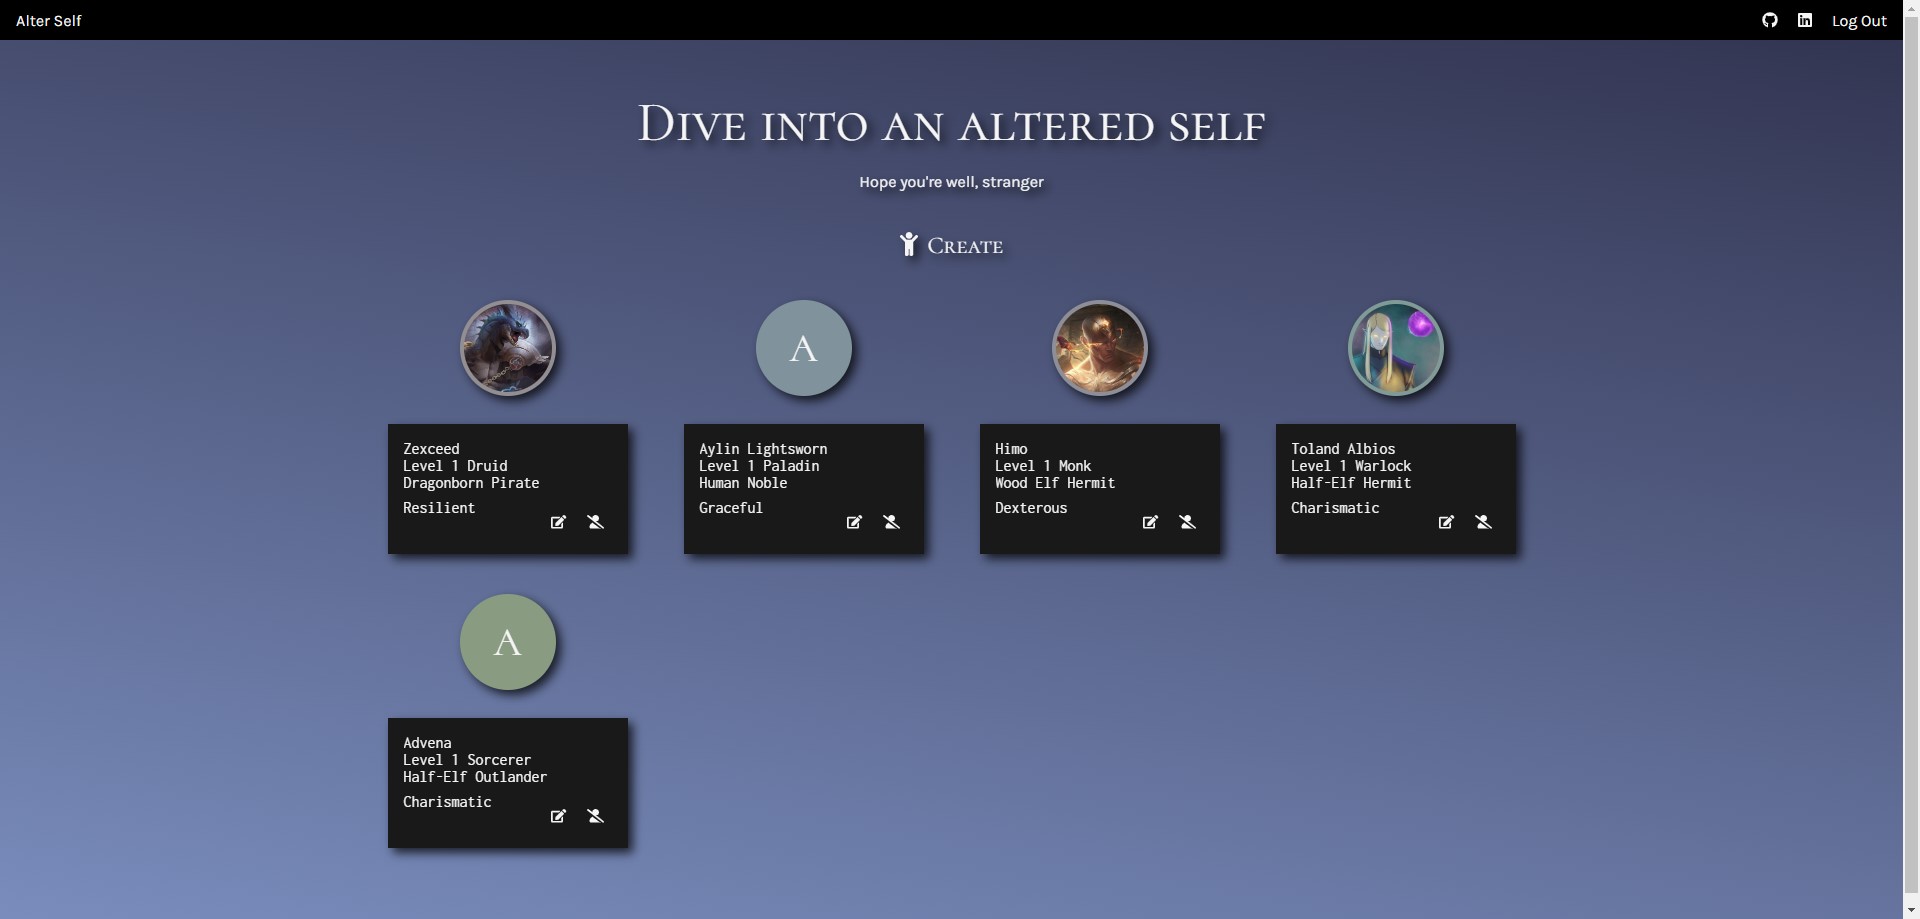 Alter Self
Log Out
Dive into an altered self
Hope you're well, stranger
Create
A
Zexceed
Level 1 Druid
Dragonborn Pirate
Resilient
Aylin Lightsworn
Level 1 Paladin
Human Noble
Graceful
Himo
Level 1 Monk
Wood Elf Hermit
Dexterous
Toland Albios
Level 1 Warlock
Half-Elf Hermit
Charismatic
A
Advena
Level 1 Sorcerer
Half-Elf Outlander
Charismatic